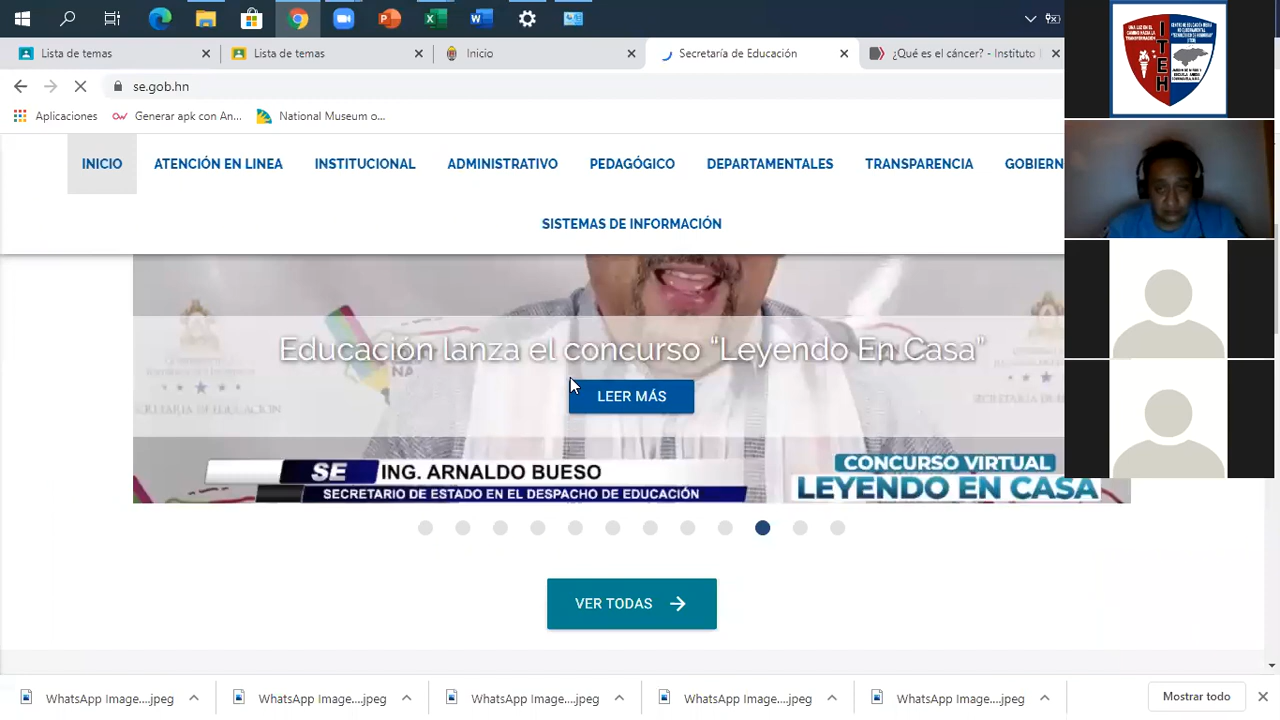 Lista de temas
Lista de temas
Inicio
Secretaría de Educación
¿Qué es el cáncer? - Instituto
se.gob.hn
Aplicaciones
Generar apk con An...
National Museum o...
INICIO
ATENCIÓN EN LINEA
INSTITUCIONAL
ADMINISTRATIVO
PEDAGÓGICO
DEPARTAMENTALES
TRANSPARENCIA
GOBIERN
SISTEMAS DE INFORMACIÓN
ITEH
Educación lanza el concurso “Leyendo En Casa”
LEER MÁS
SE ING. ARNALDO BUESO
SECRETARIO DE ESTADO EN EL DESPACHO DE EDUCACIÓN
CONCURSO VIRTUAL
LEYENDO EN CASA
VER TODAS
WhatsApp Image....jpeg
WhatsApp Image....jpeg
WhatsApp Image....jpeg
WhatsApp Image....jpeg
WhatsApp Image....jpeg
Mostrar todo